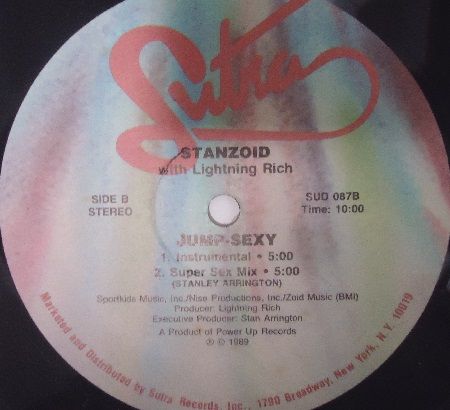 Sutra
STANZOID
with Lightning Rich
SIDE B
STEREO
SUD 087B
Time: 10:00
JUMP-SEXY
1. Instrumental • 5:00
2. Super Sex Mix • 5:00
(STANLEY ARRINGTON)
Sportkids Music, Inc./Nise Productions, Inc./Zoid Music (BMI)
Producer: Lightning Rich
Executive Producer: Stan Arrington
A Product of Power Up Records
℗ © 1989
Marketed and Distributed by Sutra Records, Inc., 1790 Broadway, New York, N.Y. 10019